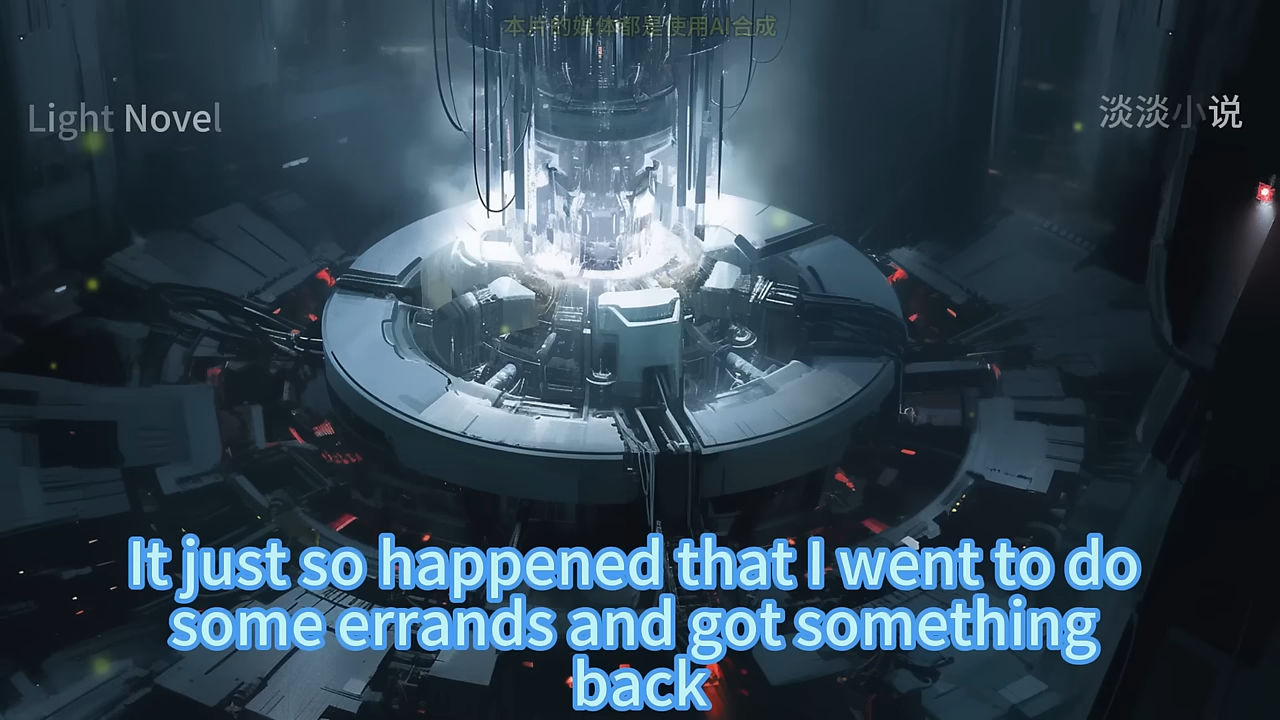 本片的媒体都是使用AI合成
Light Novel
淡淡小说
It just so happened that I went to do
some errands and got something
back